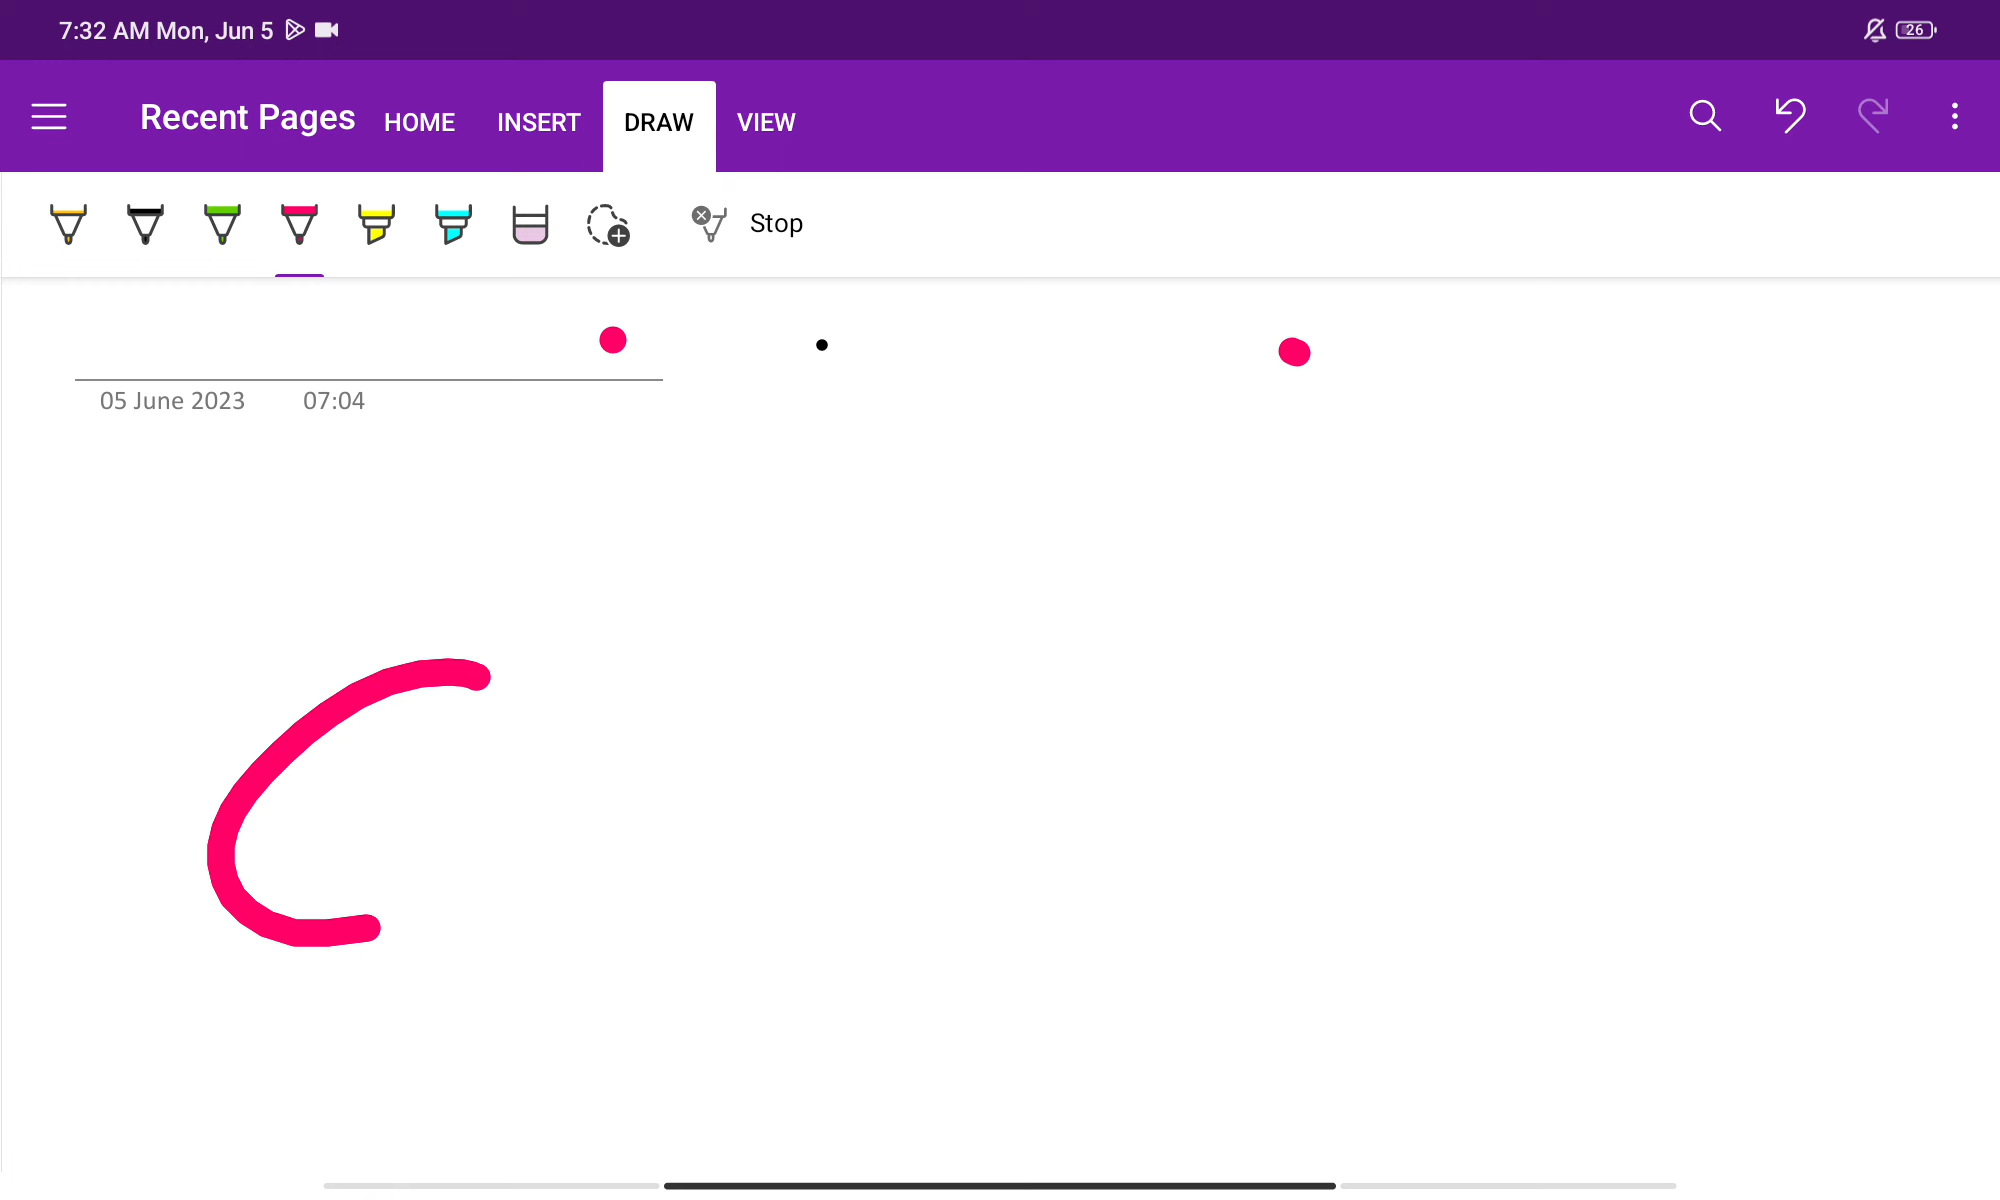 7:32 AM Mon, Jun 5
26
Recent Pages HOME INSERT DRAW VIEW
Stop
05 June 2023 07:04
C